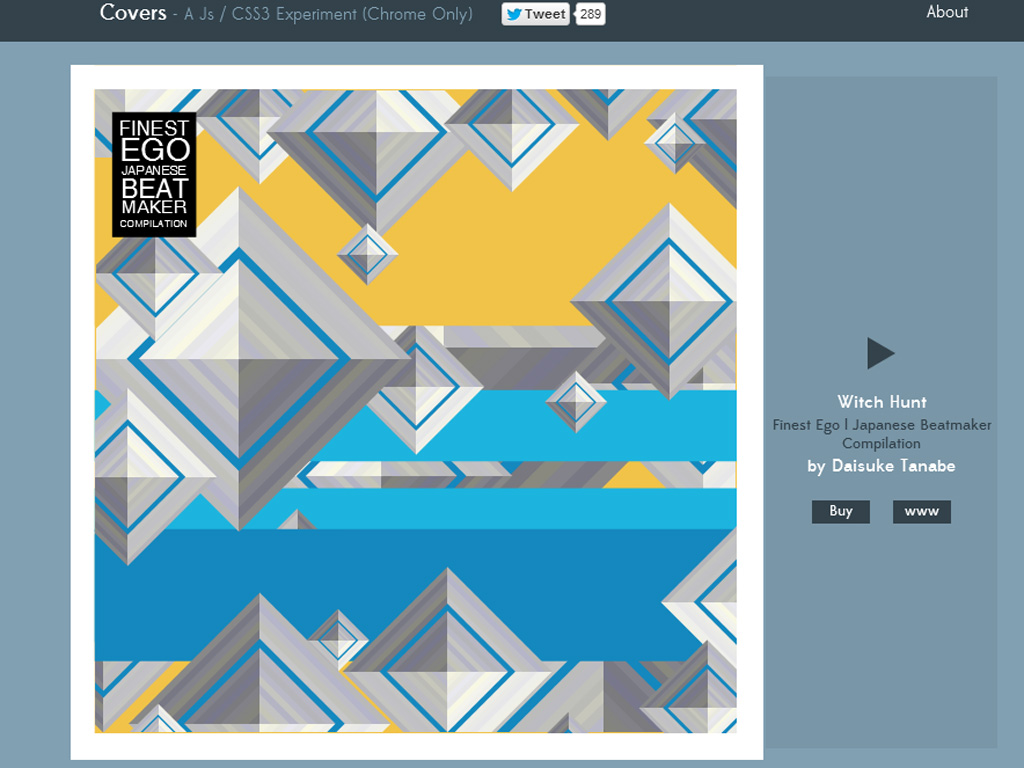 Covers - A Js / CSS3 Experiment (Chrome Only)
Tweet
289
About
FINEST
EGO
JAPANESE
BEAT
MAKER
COMPILATION
Witch Hunt
Finest Ego | Japanese Beatmaker
Compilation
by Daisuke Tanabe
Buy
www